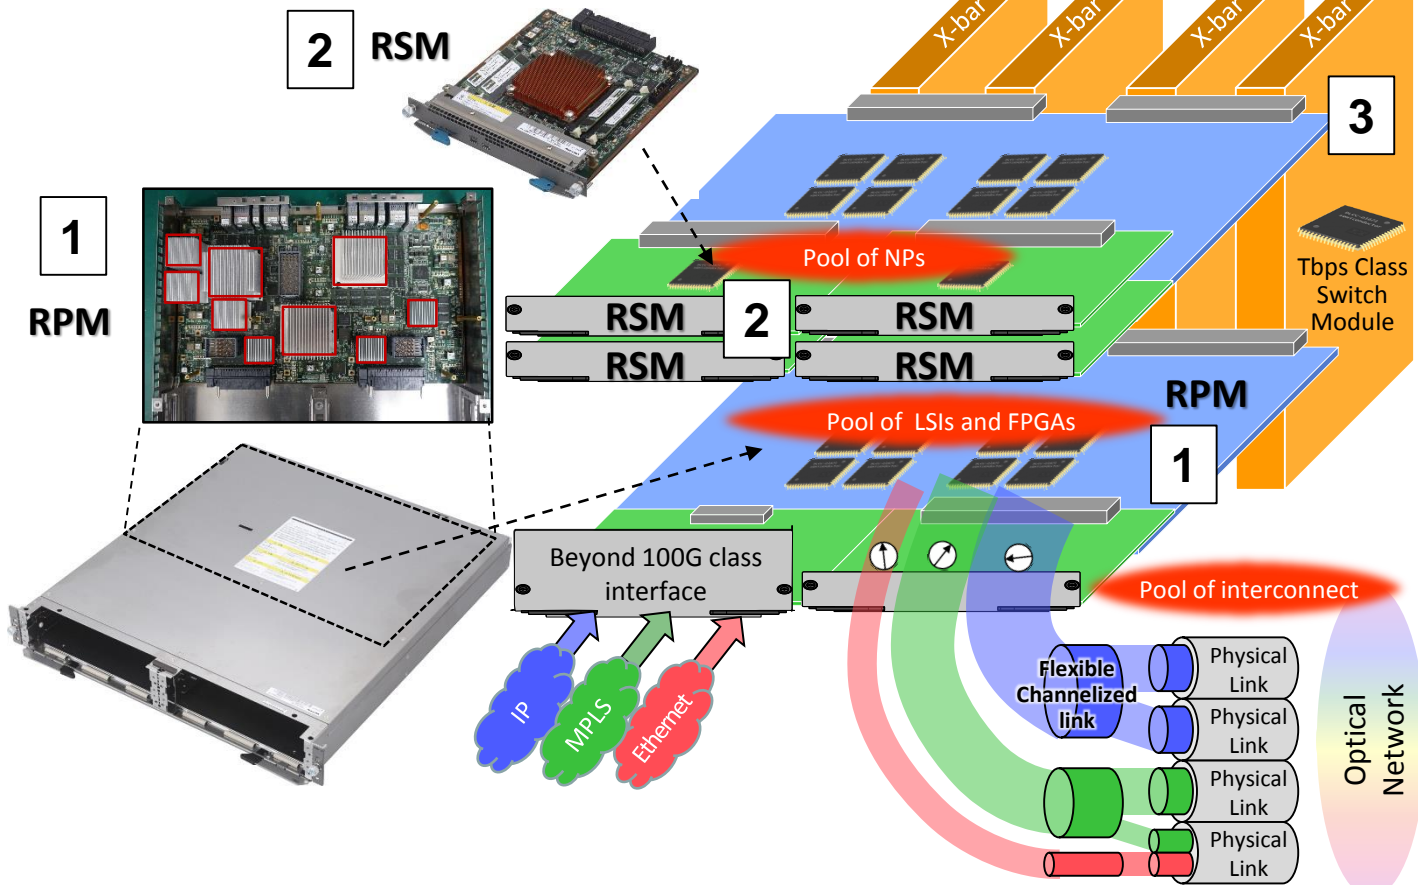 X-bar
X-bar
X-bar
X-bar
2
RSM
3
1
RPM
Pool of NPs
Tbps Class
Switch
Module
RSM
2
RSM
RSM
RSM
RPM
Pool of LSIs and FPGAs
1
Beyond 100G class
interface
Pool of interconnect
IP
MPLS
Ethernet
Flexible
Channelized
link
Physical
Link
Physical
Link
Physical
Link
Physical
Link
Optical
Network